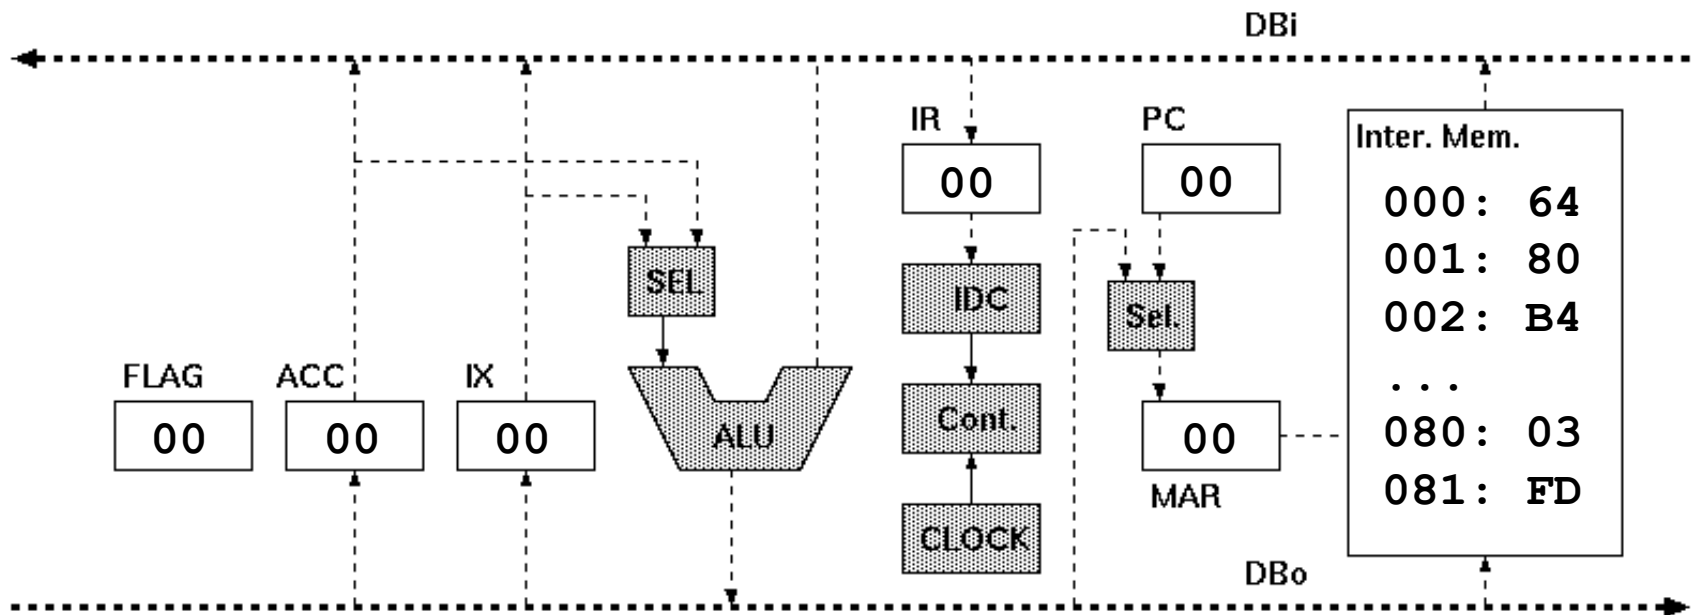 DBi
IR
00
PC
00
Inter. Mem.
000: 64
001: 80
002: B4
...
080: 03
081: FD
SEL
IDC
Sel.
FLAG
00
ACC
00
IX
00
ALU
Cont.
00
MAR
CLOCK
DBo